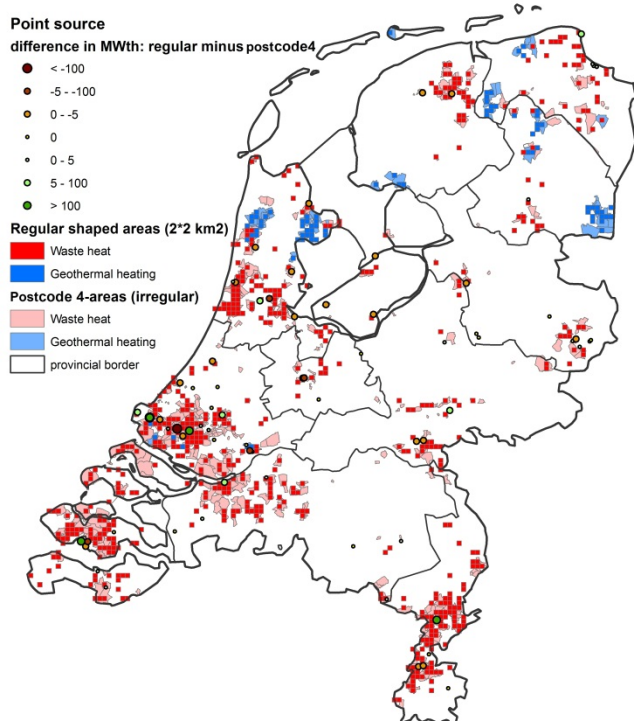 Point source
difference in MWth: regular minus postcode4
< -100
-5 - -100
0 - -5
0
0 - 5
5 - 100
> 100
Regular shaped areas (2*2 km2)
Waste heat
Geothermal heating
Postcode 4-areas (irregular)
Waste heat
Geothermal heating
provincial border